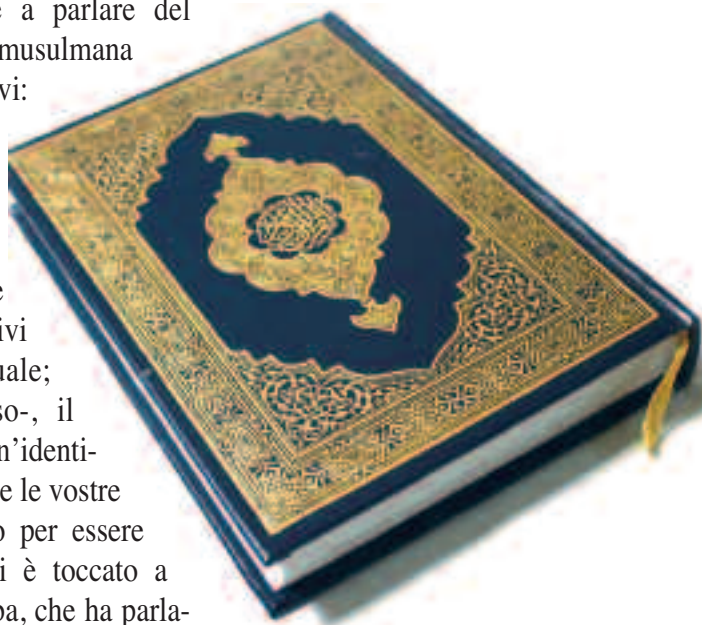 e a parlare del
musulmana
vi:
e
ivi
uale;
so-, il
n'identi-
e le vostre
o per essere
i è toccato a
pa, che ha parla-